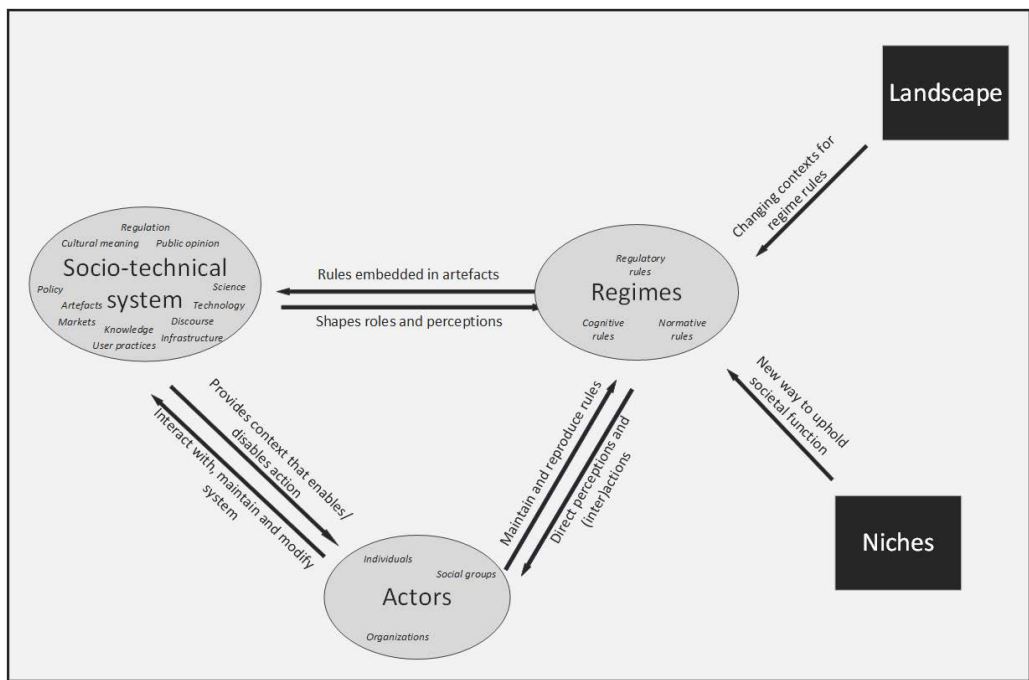 Landscape
Changing contexts for
regime rules
Regulation
Cultural meaning
Public opinion
Socio-technical
system
Policy
Science
Artefacts
Technology
Markets
Discourse
Knowledge
Infrastructure
User practices
Rules embedded in artefacts
Shapes roles and perceptions
Regulatory
rules
Regimes
Cognitive
rules
Normative
rules
New way to uphold
societal function
Niches
Provides context that enables/
disables action
Interact with, maintain and modify
system
Maintain and reproduce rules
Direct perceptions and
(inter)actions
Individuals
Social groups
Actors
Organizations